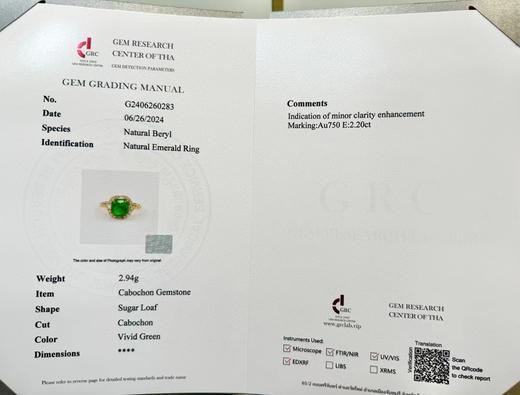 GRC
GEM RESEARCH
CENTER OF THA
GEM DETECTION PARAMETERS
GEM GRADING MANUAL
No. G2406260283
Date 06/26/2024
Species Natural Beryl
Identification Natural Emerald Ring
The color and size of Photograph may vary from original.
Weight 2.94g
Item Cabochon Gemstone
Shape Sugar Loaf
Cut Cabochon
Color Vivid Green
Dimensions ****
Please refer to reverse page for detailed testing standards and trade name
Comments
Indication of minor clarity enhancement
Marking:Au750 E:2.20ct
GRC
GRC
www.grclab.vip
GEM RESEARCH
CENTER OF THA
Instruments Used:
Microscope FTIR/NIR UV/VIS
EDXRF LIBS XRMS
Translation
Verification
Scan
the QRcode
to check report